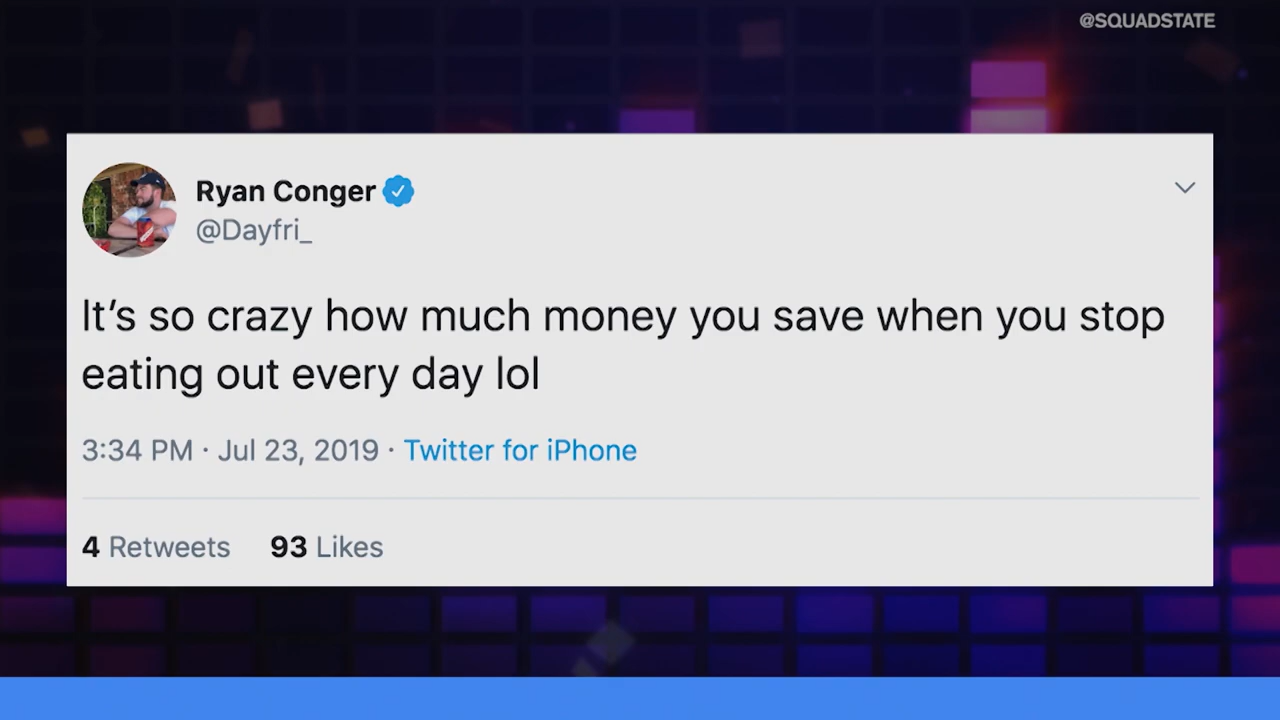 @SQUADSTATE
Ryan Conger
@Dayfri_
It's so crazy how much money you save when you stop
eating out every day lol
3:34 PM · Jul 23, 2019 · Twitter for iPhone
4 Retweets 93 Likes